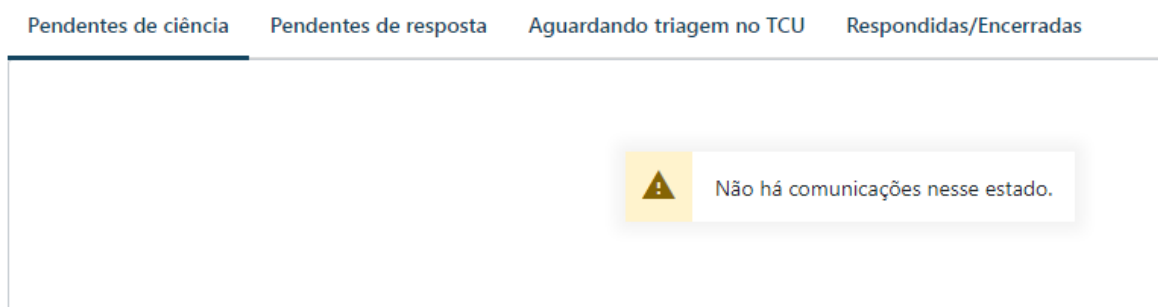 Pendentes de ciência Pendentes de resposta Aguardando triagem no TCU Respondidas/Encerradas
Não há comunicações nesse estado.